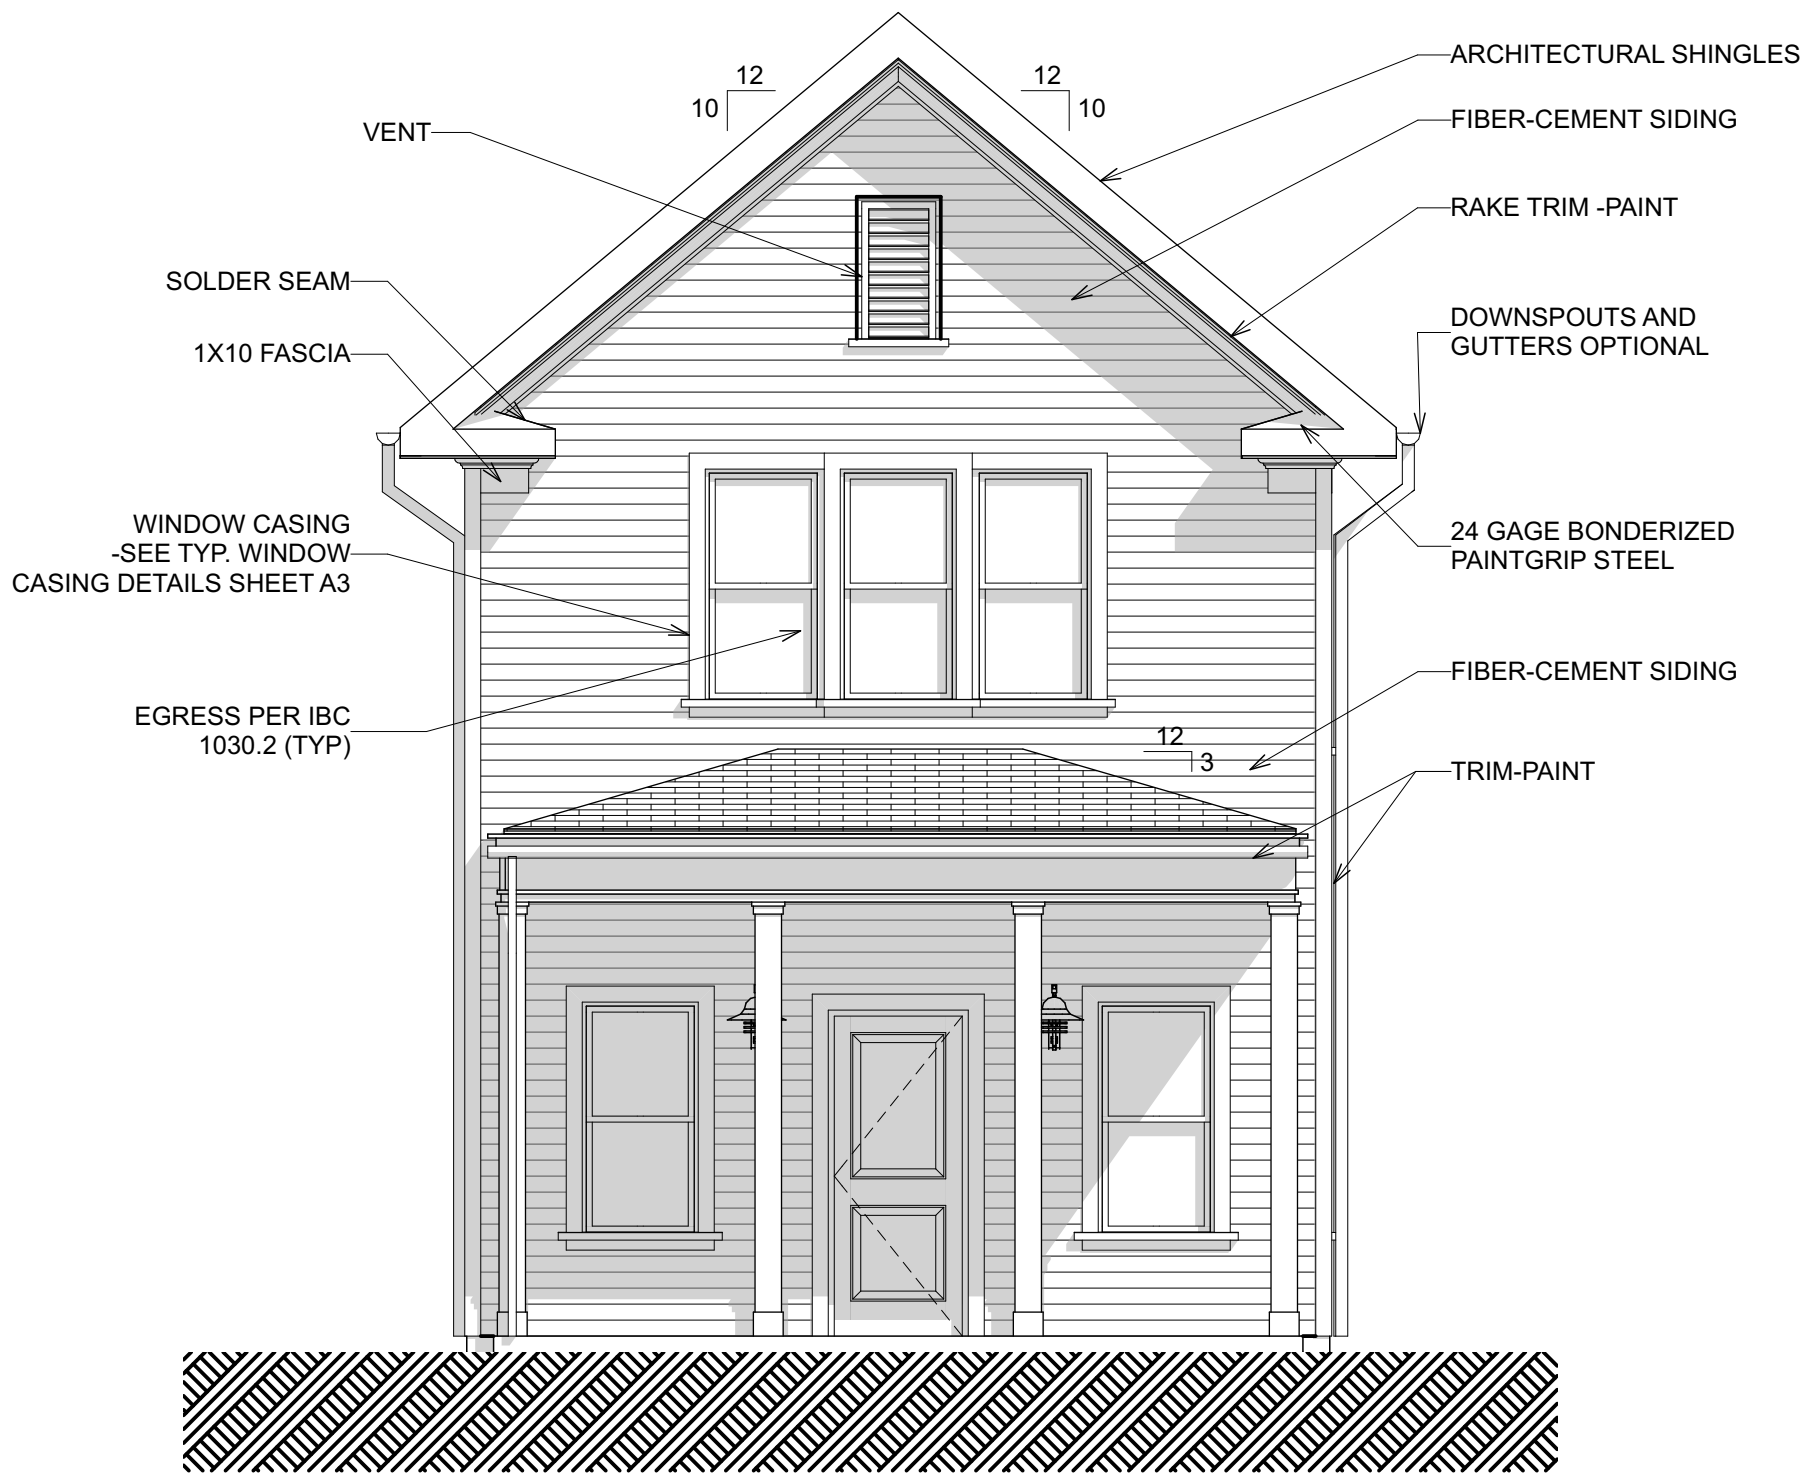 12
10
12
10
ARCHITECTURAL SHINGLES
FIBER-CEMENT SIDING
VENT
RAKE TRIM -PAINT
SOLDER SEAM
DOWNSPOUTS AND
GUTTERS OPTIONAL
1X10 FASCIA
WINDOW CASING
-SEE TYP. WINDOW
CASING DETAILS SHEET A3
24 GAGE BONDERIZED
PAINTGRIP STEEL
FIBER-CEMENT SIDING
EGRESS PER IBC
1030.2 (TYP)
12
3
TRIM-PAINT